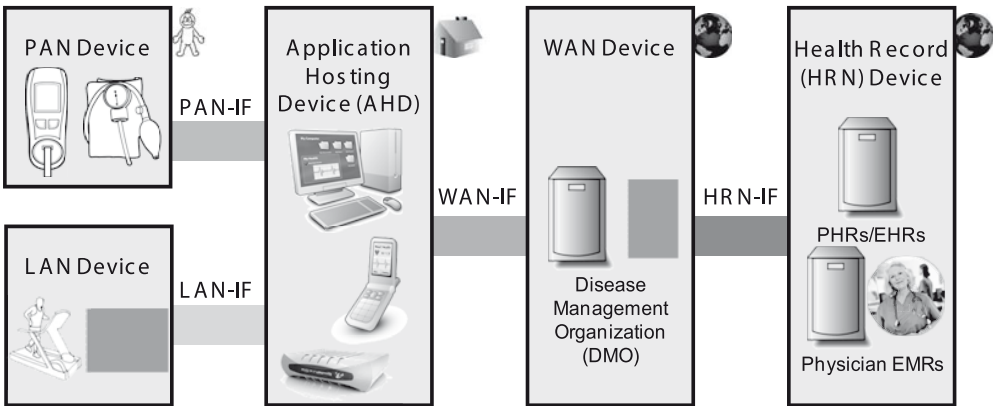 PAN Device
PAN-IF
LAN Device
LAN-IF
Application
Hosting
Device (AHD)
WAN-IF
WAN Device
Disease
Management
Organization
(DMO)
HRN-IF
Health Record
(HRN) Device
PHRs/EHRs
Physician EMRs